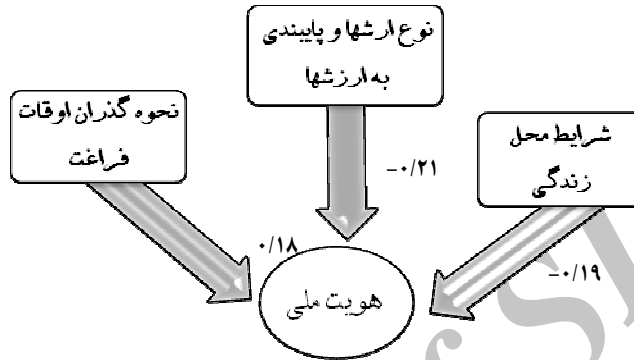 نوع ارشها و پایبندی
به ارزشها
نحوه گذران اوقات
فراغت
شرایط محل
زندگی
-۰/۲۱
۰/۱۸
-۰/۱۹
هویت ملی